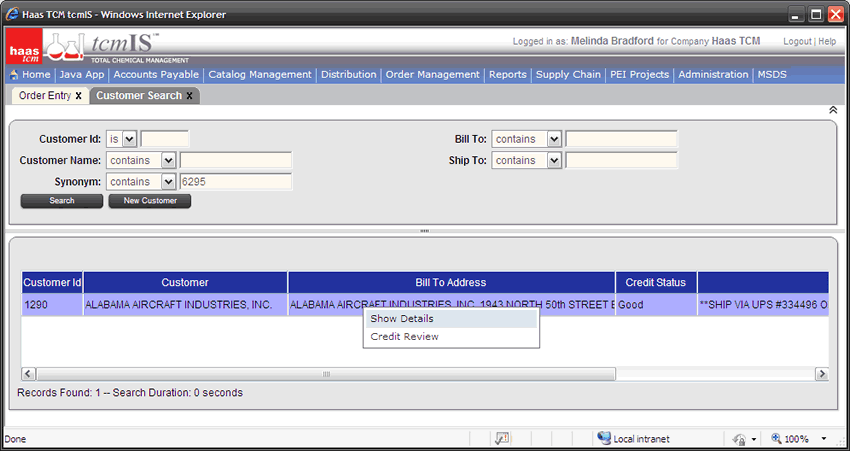 Haas TCM tcmIS - Windows Internet Explorer
haas tcm
tcmIS™
TOTAL CHEMICAL MANAGEMENT
Logged in as: Melinda Bradford for Company Haas TCM Logout | Help
Home | Java App | Accounts Payable | Catalog Management | Distribution | Order Management | Reports | Supply Chain | PEI Projects | Administration | MSDS
Order Entry x Customer Search x
Customer Id: is Bill To: contains
Customer Name: contains Ship To: contains
Synonym: contains 6295
Search New Customer
Customer Id Customer Bill To Address Credit Status
1290 ALABAMA AIRCRAFT INDUSTRIES, INC. ALABAMA AIRCRAFT INDUSTRIES, INC. 1943 NORTH 50th STREET Good **SHIP VIA UPS #334496 O
Show Details
Credit Review
Records Found: 1 -- Search Duration: 0 seconds
Done Local intranet 100%